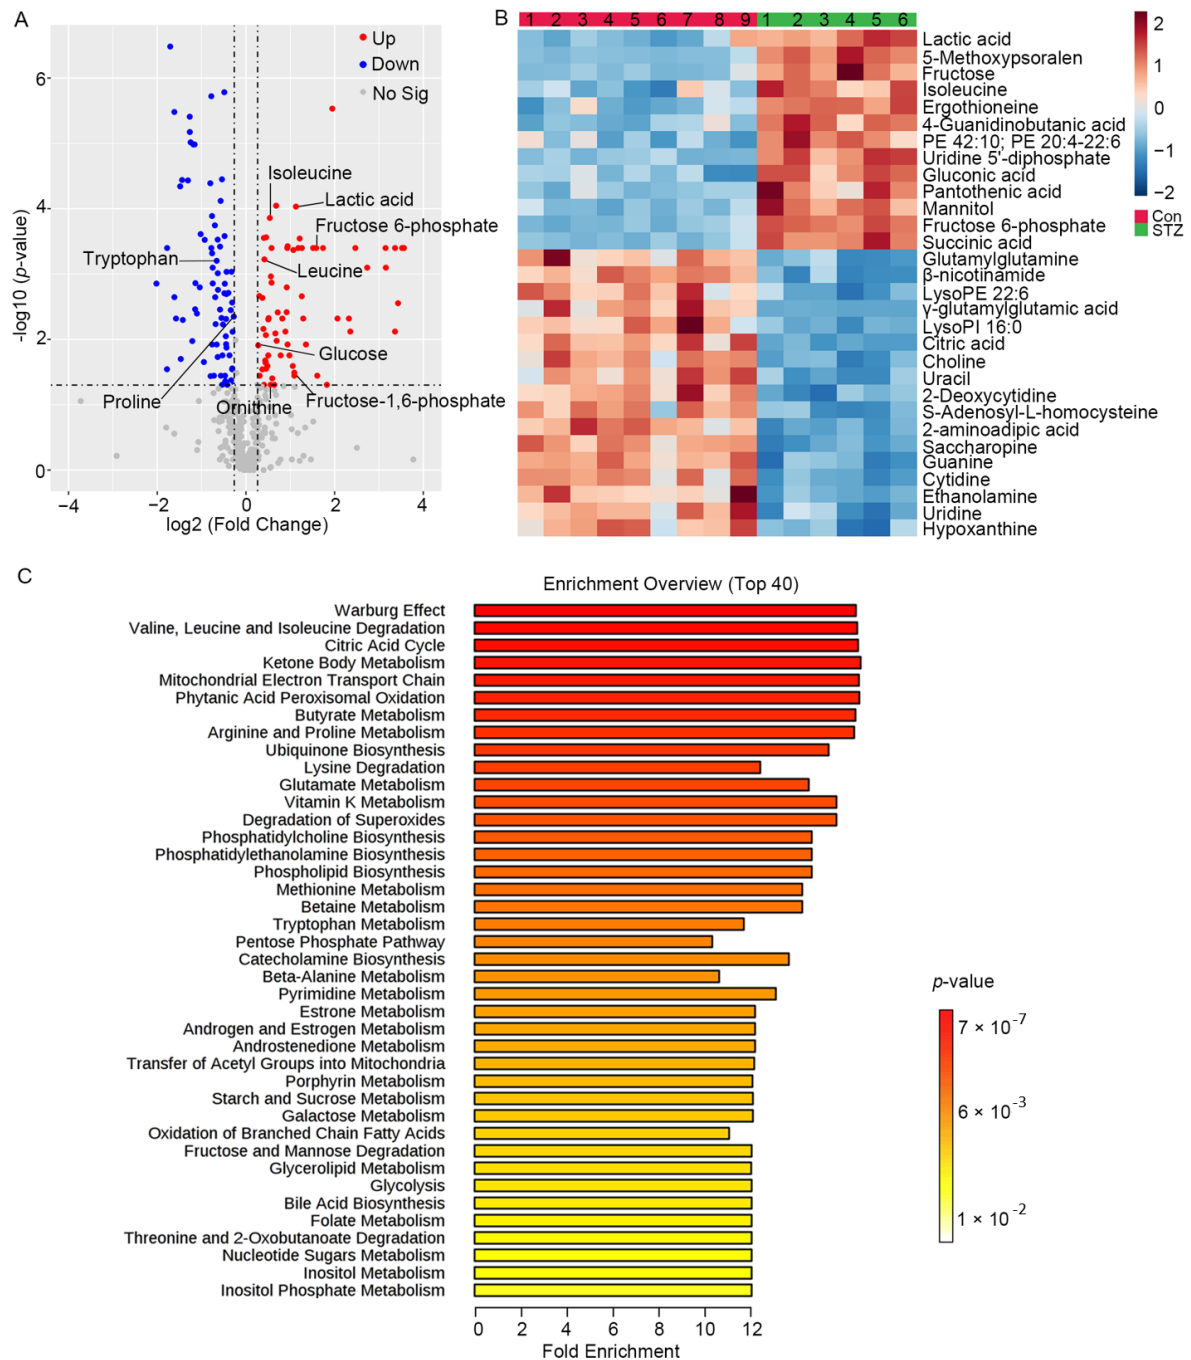 A
Up
Down
No Sig
Isoleucine
Lactic acid
Fructose 6-phosphate
Tryptophan
Leucine
Glucose
Proline
Ornithine
Fructose-1,6-phosphate
6
4
2
0
-log10 (p-value)
−4
−2
0
2
4
log2 (Fold Change)
B
1 2 3 4 5 6 7 8 9 1 2 3 4 5 6
Lactic acid
5-Methoxypsoralen
Fructose
Isoleucine
Ergothioneine
4-Guanidinobutanic acid
PE 42:10; PE 20:4-22:6
Uridine 5'-diphosphate
Gluconic acid
Pantothenic acid
Mannitol
Fructose 6-phosphate
Succinic acid
Glutamylglutamine
β-nicotinamide
LysoPE 22:6
γ-glutamylglutamic acid
LysoPI 16:0
Citric acid
Choline
Uracil
2-Deoxycytidine
S-Adenosyl-L-homocysteine
2-aminoadipic acid
Saccharopine
Guanine
Cytidine
Ethanolamine
Uridine
Hypoxanthine
2
1
0
−1
−2
Con
STZ
C
Enrichment Overview (Top 40)
Warburg Effect
Valine, Leucine and Isoleucine Degradation
Citric Acid Cycle
Ketone Body Metabolism
Mitochondrial Electron Transport Chain
Phytanic Acid Peroxisomal Oxidation
Butyrate Metabolism
Arginine and Proline Metabolism
Ubiquinone Biosynthesis
Lysine Degradation
Glutamate Metabolism
Vitamin K Metabolism
Degradation of Superoxides
Phosphatidylcholine Biosynthesis
Phosphatidylethanolamine Biosynthesis
Phospholipid Biosynthesis
Methionine Metabolism
Betaine Metabolism
Tryptophan Metabolism
Pentose Phosphate Pathway
Catecholamine Biosynthesis
Beta-Alanine Metabolism
Pyrimidine Metabolism
Estrone Metabolism
Androgen and Estrogen Metabolism
Androstenedione Metabolism
Transfer of Acetyl Groups into Mitochondria
Porphyrin Metabolism
Starch and Sucrose Metabolism
Galactose Metabolism
Oxidation of Branched Chain Fatty Acids
Fructose and Mannose Degradation
Glycerolipid Metabolism
Glycolysis
Bile Acid Biosynthesis
Folate Metabolism
Threonine and 2-Oxobutanoate Degradation
Nucleotide Sugars Metabolism
Inositol Metabolism
Inositol Phosphate Metabolism
0 2 4 6 8 10 12
Fold Enrichment
p-value
7 × 10⁻⁷
6 × 10⁻³
1 × 10⁻²